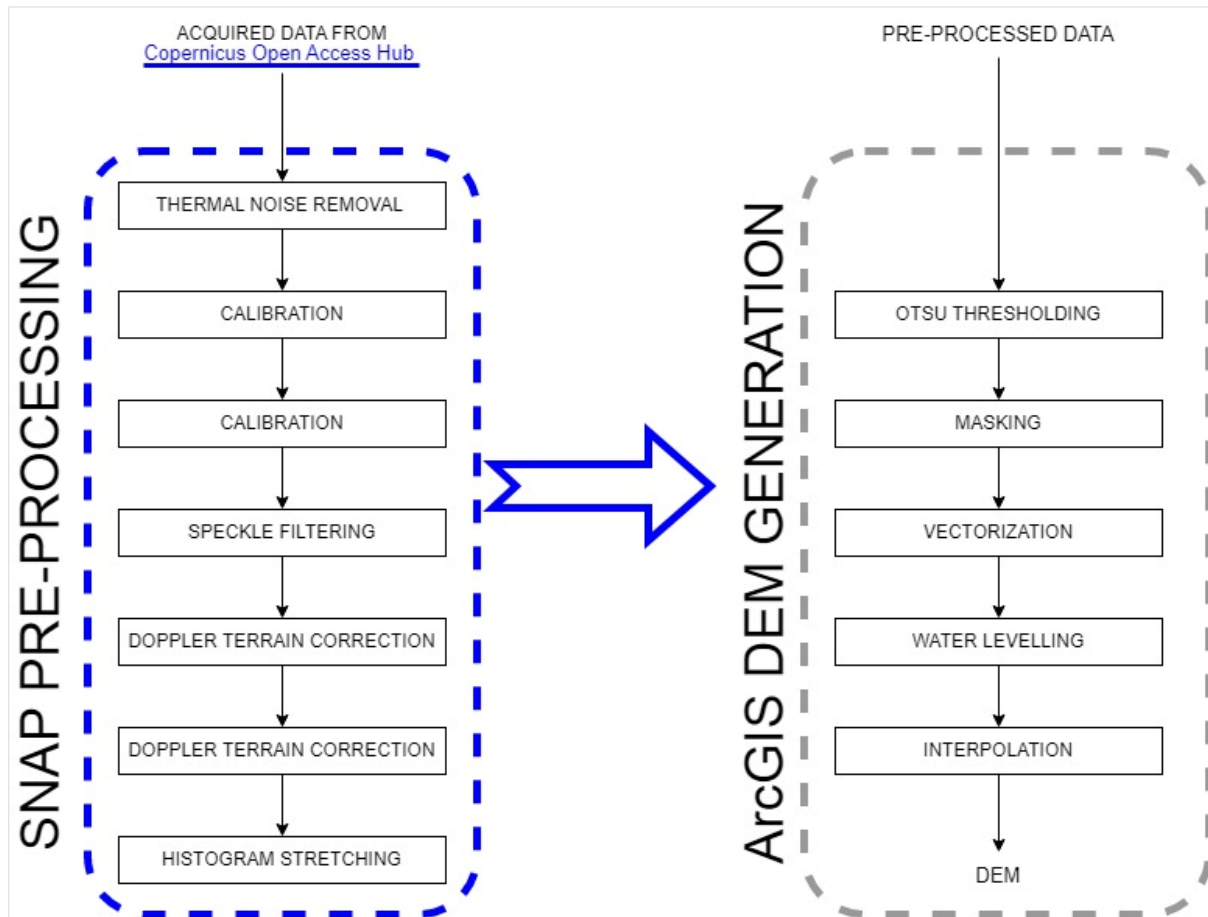 ACQUIRED DATA FROM
Copernicus Open Access Hub
SNAP PRE-PROCESSING
THERMAL NOISE REMOVAL
CALIBRATION
CALIBRATION
SPECKLE FILTERING
DOPPLER TERRAIN CORRECTION
DOPPLER TERRAIN CORRECTION
HISTOGRAM STRETCHING
PRE-PROCESSED DATA
ArcGIS DEM GENERATION
OTSU THRESHOLDING
MASKING
VECTORIZATION
WATER LEVELLING
INTERPOLATION
DEM